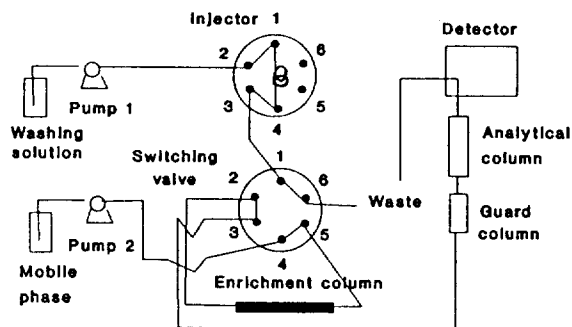 Injector 1
2
6
3
5
4
Pump 1
Washing
solution
Detector
Analytical
column
Switching
valve
1
2
6
3
5
4
Waste
Guard
column
Pump 2
Mobile
phase
Enrichment column